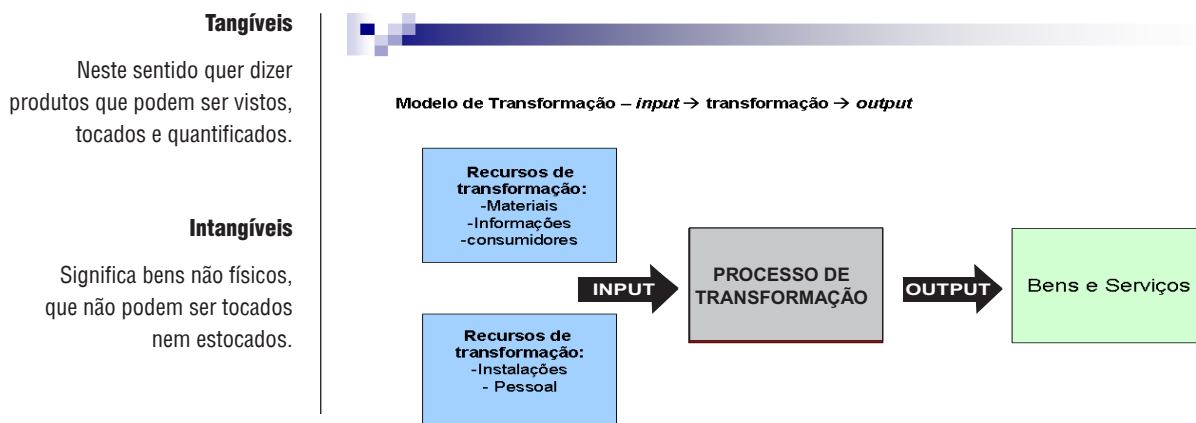 Tangíveis
Neste sentido quer dizer
produtos que podem ser vistos,
tocados e quantificados.
Intangíveis
Significa bens não físicos,
que não podem ser tocados
nem estocados.
Modelo de Transformação – input → transformação → output
Recursos de
transformação:
-Materiais
-Informações
-consumidores
Recursos de
transformação:
-Instalações
- Pessoal
INPUT
PROCESSO DE
TRANSFORMAÇÃO
OUTPUT
Bens e Serviços